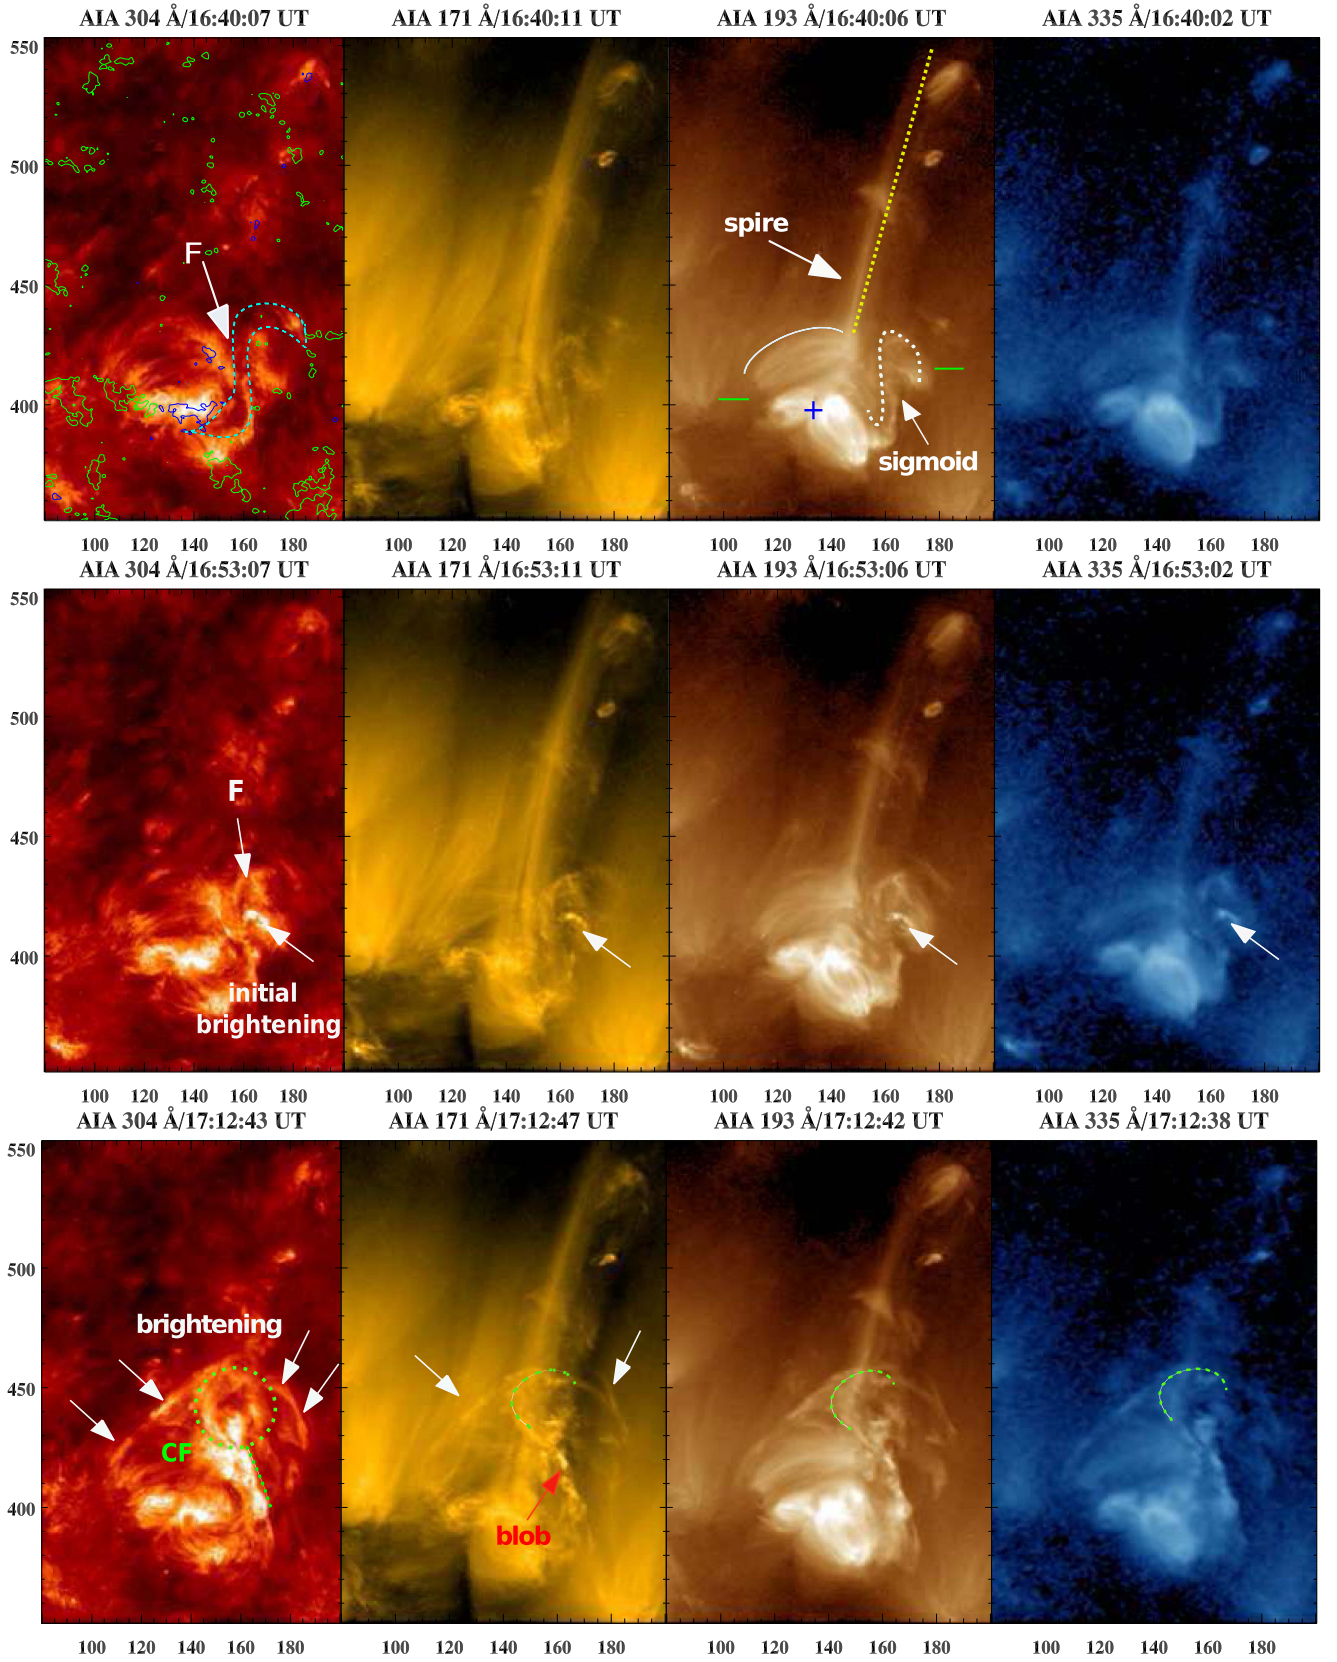 AIA 304 Å/16:40:07 UT
AIA 171 Å/16:40:11 UT
AIA 193 Å/16:40:06 UT
AIA 335 Å/16:40:02 UT
550
500
450
400
F
spire
sigmoid
+
100 120 140 160 180
100 120 140 160 180
100 120 140 160 180
100 120 140 160 180
AIA 304 Å/16:53:07 UT
AIA 171 Å/16:53:11 UT
AIA 193 Å/16:53:06 UT
AIA 335 Å/16:53:02 UT
550
500
450
400
F
initial
brightening
100 120 140 160 180
100 120 140 160 180
100 120 140 160 180
100 120 140 160 180
AIA 304 Å/17:12:43 UT
AIA 171 Å/17:12:47 UT
AIA 193 Å/17:12:42 UT
AIA 335 Å/17:12:38 UT
550
500
450
400
brightening
CF
blob
100 120 140 160 180
100 120 140 160 180
100 120 140 160 180
100 120 140 160 180